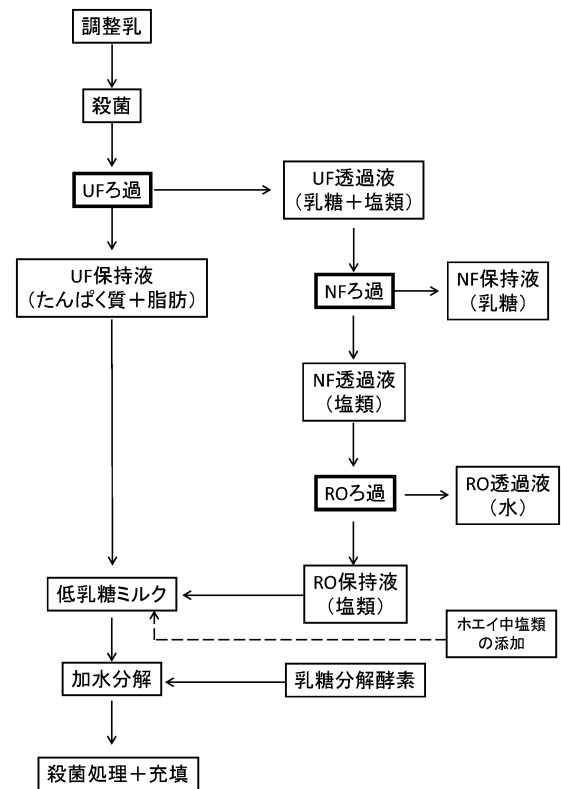 調整乳
殺菌
UFろ過
UF透過液
（乳糖＋塩類）
UF保持液
（たんぱく質＋脂肪）
NFろ過
NF保持液
（乳糖）
NF透過液
（塩類）
ROろ過
RO透過液
（水）
低乳糖ミルク
RO保持液
（塩類）
ホエイ中塩類
の添加
加水分解
乳糖分解酵素
殺菌処理＋充填